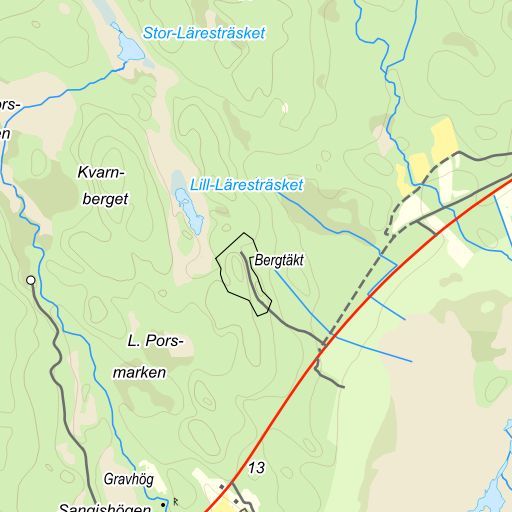 Stor-Läresträsket
Kvarn-
berget
Lill-Läresträsket
Bergtäkt
L. Pors-
marken
13
Gravhög
Sangishögen